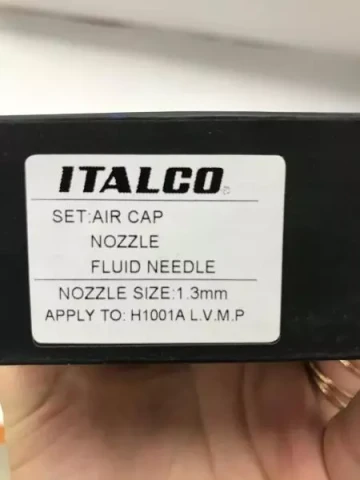 ITALCO
SET:AIR CAP
NOZZLE
FLUID NEEDLE
NOZZLE SIZE:1.3mm
APPLY TO: H1001A L.V.M.P